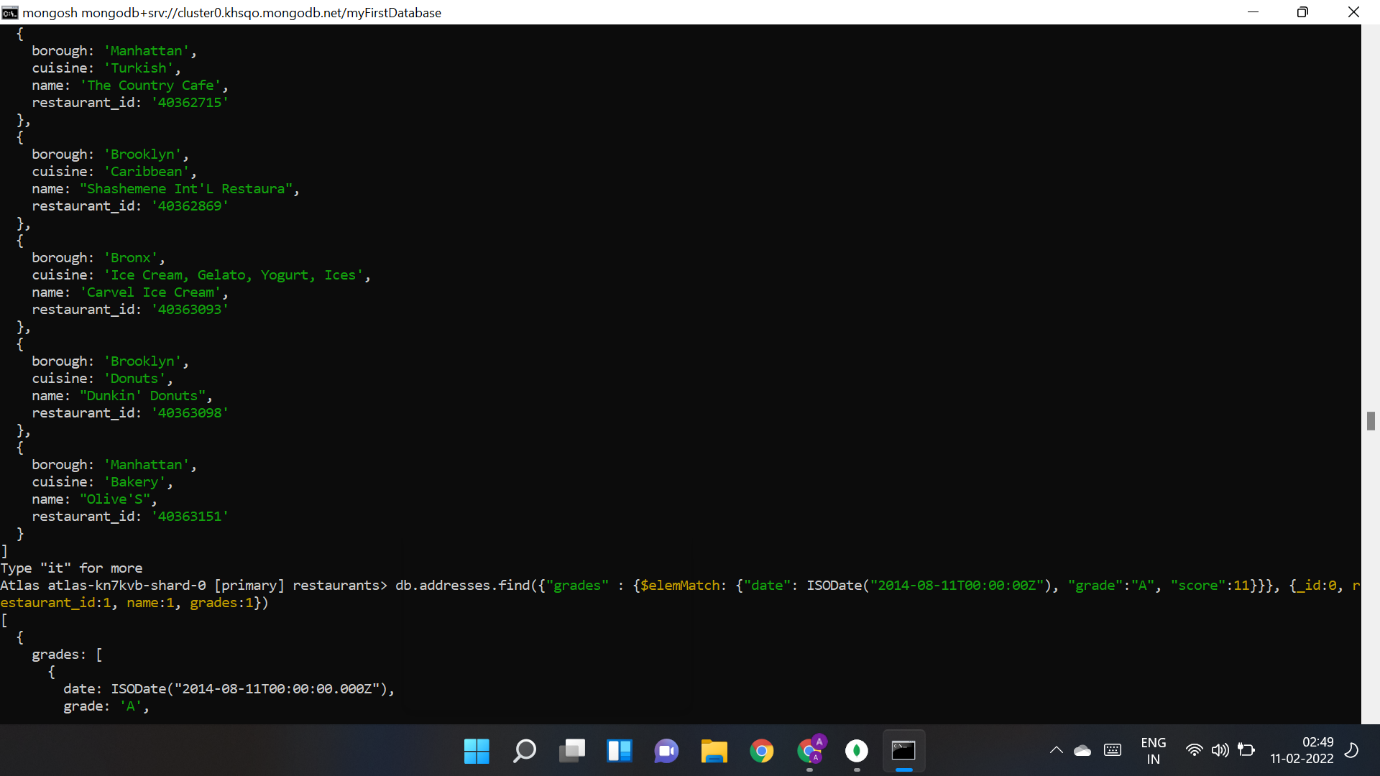 mongosh mongodb+srv://cluster0.khsqo.mongodb.net/myFirstDatabase
{
borough: 'Manhattan',
cuisine: 'Turkish',
name: 'The Country Cafe',
restaurant_id: '40362715'
},
{
borough: 'Brooklyn',
cuisine: 'Caribbean',
name: "Shashemene Int'L Restaura",
restaurant_id: '40362869'
},
{
borough: 'Bronx',
cuisine: 'Ice Cream, Gelato, Yogurt, Ices',
name: 'Carvel Ice Cream',
restaurant_id: '40363093'
},
{
borough: 'Brooklyn',
cuisine: 'Donuts',
name: "Dunkin' Donuts",
restaurant_id: '40363098'
},
{
borough: 'Manhattan',
cuisine: 'Bakery',
name: "Olive'S",
restaurant_id: '40363151'
}
]
Type "it" for more
Atlas atlas-kn7kvb-shard-0 [primary] restaurants> db.addresses.find({"grades" : {$elemMatch: {"date": ISODate("2014-08-11T00:00:00Z"), "grade":"A", "score":11}}}, {_id:0, r
estaurant_id:1, name:1, grades:1})
[
{
grades: [
{
date: ISODate("2014-08-11T00:00:00.000Z"),
grade: 'A',
A
A
ENG
IN
02:49
11-02-2022